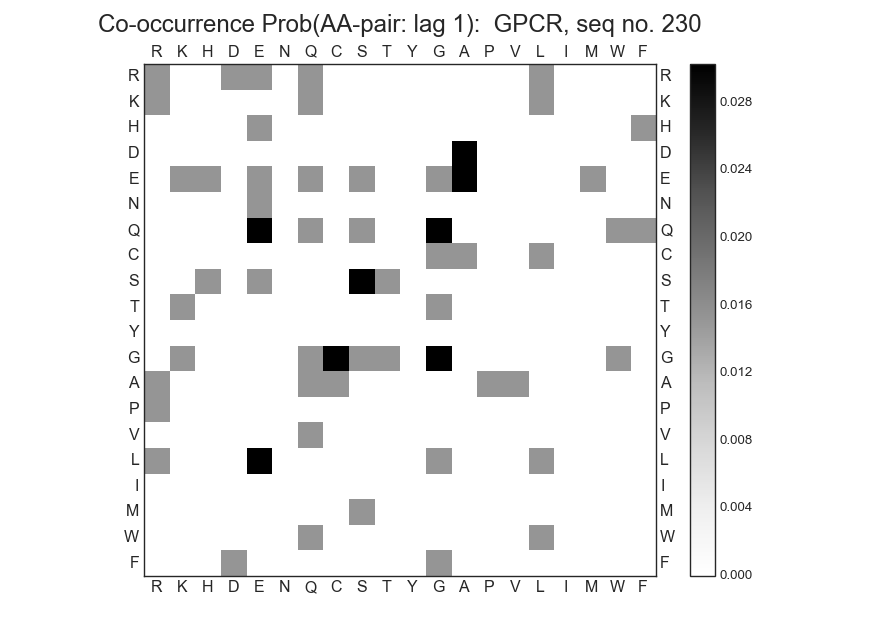 Co-occurrence Prob(AA-pair: lag 1):  GPCR, seq no. 230
R K H D E N Q C S T Y G A P V L I M W F
R R
K K
H H
D D
E E
N N
Q Q
C C
S S
T T
Y Y
G G
A A
P P
V V
L L
I I
M M
W W
F F
R K H D E N Q C S T Y G A P V L I M W F
0.028
0.024
0.020
0.016
0.012
0.008
0.004
0.000